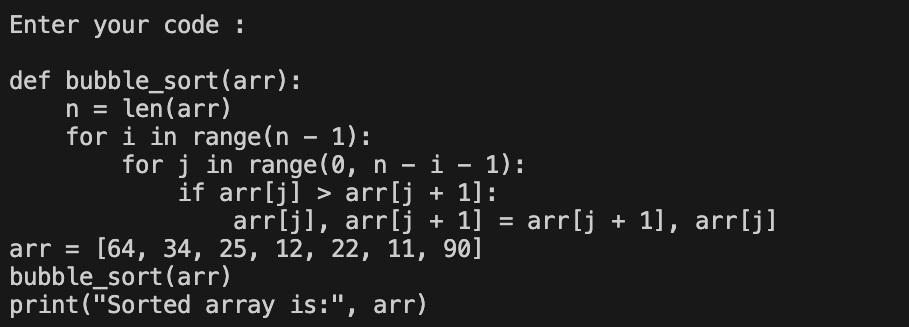 Enter your code :

def bubble_sort(arr):
    n = len(arr)
    for i in range(n - 1):
        for j in range(0, n - i - 1):
            if arr[j] > arr[j + 1]:
                arr[j], arr[j + 1] = arr[j + 1], arr[j]
arr = [64, 34, 25, 12, 22, 11, 90]
bubble_sort(arr)
print("Sorted array is:", arr)